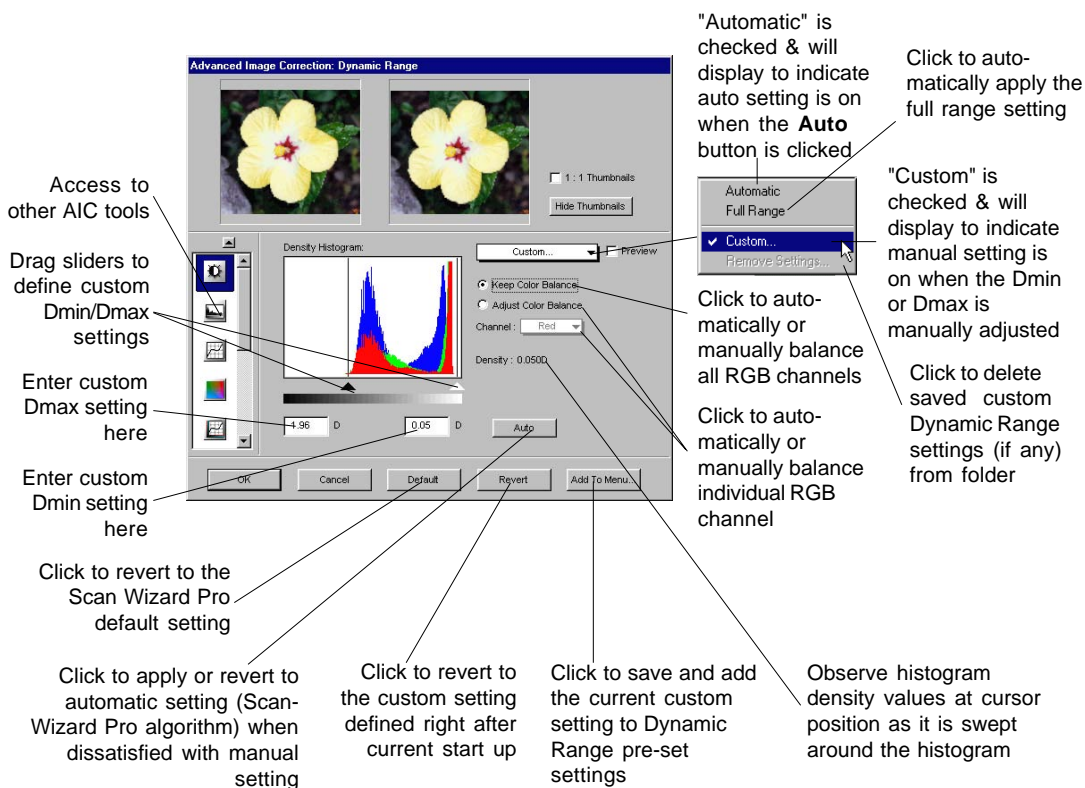 "Automatic" is
checked & will
display to indicate
auto setting is on
when the Auto
button is clicked
Click to auto-
matically apply the
full range setting
Advanced Image Correction: Dynamic Range
1 : 1 Thumbnails
Hide Thumbnails
Automatic
Full Range
Custom...
Remove Settings...
"Custom" is
checked & will
display to indicate
manual setting is
on when the Dmin
or Dmax is
manually adjusted
Access to
other AIC tools
Drag sliders to
define custom
Dmin/Dmax
settings
Enter custom
Dmax setting
here
Enter custom
Dmin setting
here
Density Histogram:
Custom...
Preview
Keep Color Balance
Adjust Color Balance
Channel :
Red
Density : 0.050D
1.96
D
0.05
D
Auto
OK
Cancel
Default
Revert
Add To Menu...
Click to auto-
matically or
manually balance
all RGB channels
Click to auto-
matically or
manually balance
individual RGB
channel
Click to delete
saved custom
Dynamic Range
settings (if any)
from folder
Click to revert to the
Scan Wizard Pro
default setting
Click to apply or revert to
automatic setting (Scan-
Wizard Pro algorithm) when
dissatisfied with manual
setting
Click to revert to
the custom setting
defined right after
current start up
Click to save and add
the current custom
setting to Dynamic
Range pre-set
settings
Observe histogram
density values at cursor
position as it is swept
around the histogram